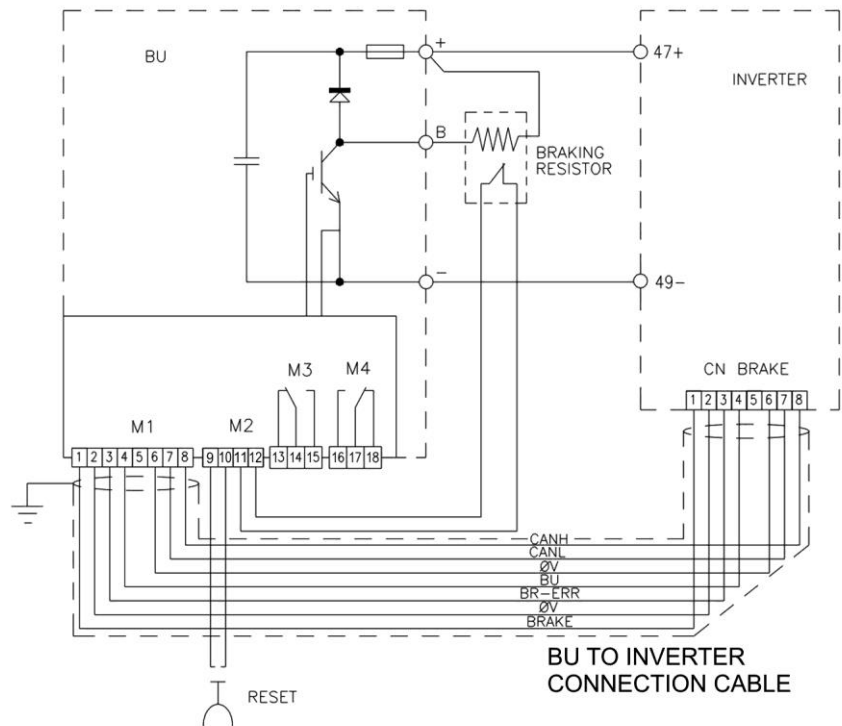 BU
+
47+
INVERTER
B
BRAKING
RESISTOR
−
49-
CN BRAKE
1 2 3 4 5 6 7 8
M3 M4
M1 M2
1 2 3 4 5 6 7 8 9 10 11 12 13 14 15 16 17 18
CANH
CANL
ØV
BU
BR-ERR
ØV
BRAKE
RESET
BU TO INVERTER
CONNECTION CABLE